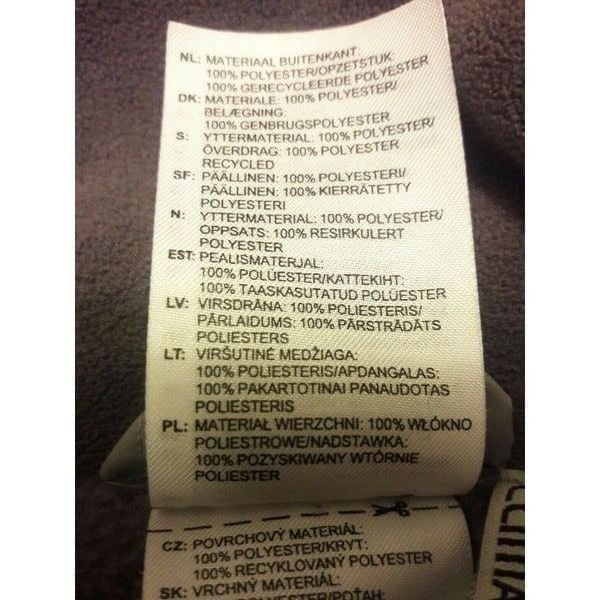 NL: MATERIAAL BUITENKANT:
100% POLYESTER/OPZETSTUK:
100% GERECYCLEERDE POLYESTER
DK: MATERIALE: 100% POLYESTER/
BELÆGNING:
100% GENBRUGSPOLYESTER
S: YTTERMATERIAL: 100% POLYESTER/
ÖVERDRAG: 100% POLYESTER
RECYCLED
SF: PÄÄLLINEN: 100% POLYESTERI/
PÄÄLLINEN: 100% KIERRÄTETTY
POLYESTERI
N: YTTERMATERIAL: 100% POLYESTER/
OPPSATS: 100% RESIRKULERT
POLYESTER
EST: PEALISMATERJAL:
100% POLÜESTER/KATTEKIHT:
100% TAASKASUTATUD POLÜESTER
LV: VIRSDRĀNA: 100% POLIESTERIS/
PĀRLAIDUMS: 100% PĀRSTRĀDĀTS
POLIESTERS
LT: VIRŠUTINĖ MEDŽIAGA:
100% POLIESTERIS/APDANGALAS:
100% PAKARTOTINAI PANAUDOTAS
POLIESTERIS
PL: MATERIAŁ WIERZCHNI: 100% WŁÓKNO
POLIESTROWE/NADSTAWKA:
100% POZYSKIWANY WTÓRNIE
POLIESTER
CZ: POVRCHOVÝ MATERIÁL:
100% POLYESTER/KRYT:
100% RECYKLOVANÝ POLYESTER
SK: VRCHNÝ MATERIÁL:
POLYESTER/POŤAH: